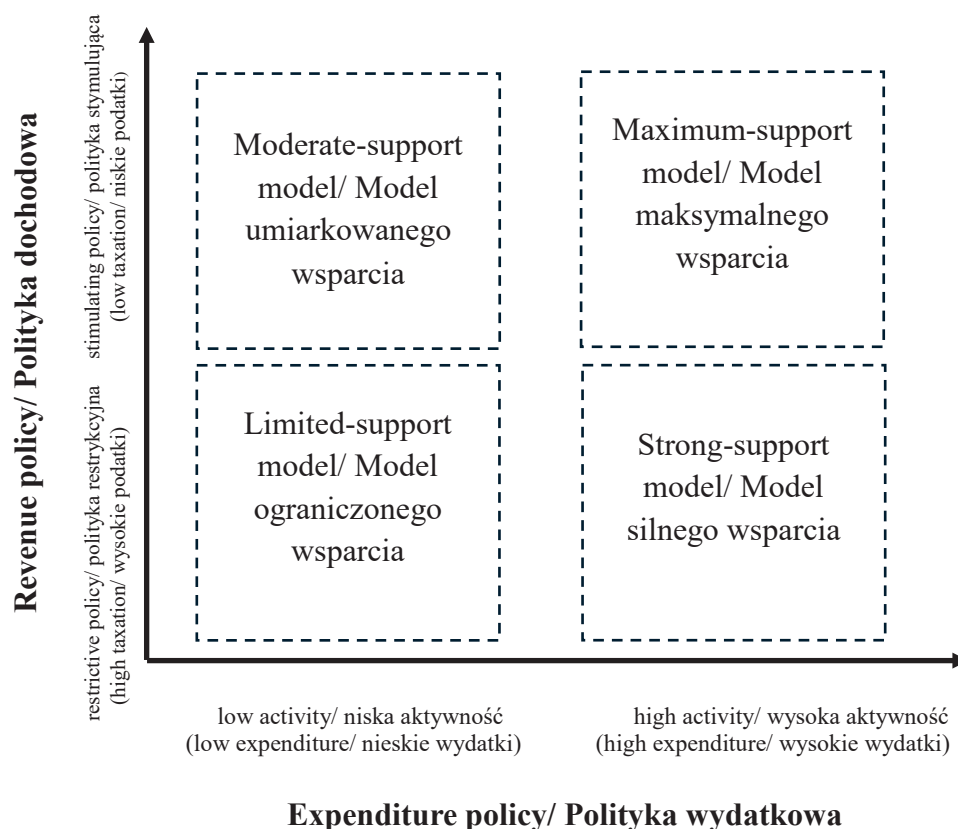 Revenue policy/ Polityka dochodowa
stimulating policy/ polityka stymulująca
(low taxation/ niskie podatki)
restrictive policy/ polityka restrykcyjna
(high taxation/ wysokie podatki)
Moderate-support
model/ Model
umiarkowanego
wsparcia
Maximum-support
model/ Model
maksymalnego
wsparcia
Limited-support
model/ Model
ograniczonego
wsparcia
Strong-support
model/ Model
silnego wsparcia
low activity/ niska aktywność
(low expenditure/ nieskie wydatki)
high activity/ wysoka aktywność
(high expenditure/ wysokie wydatki)
Expenditure policy/ Polityka wydatkowa